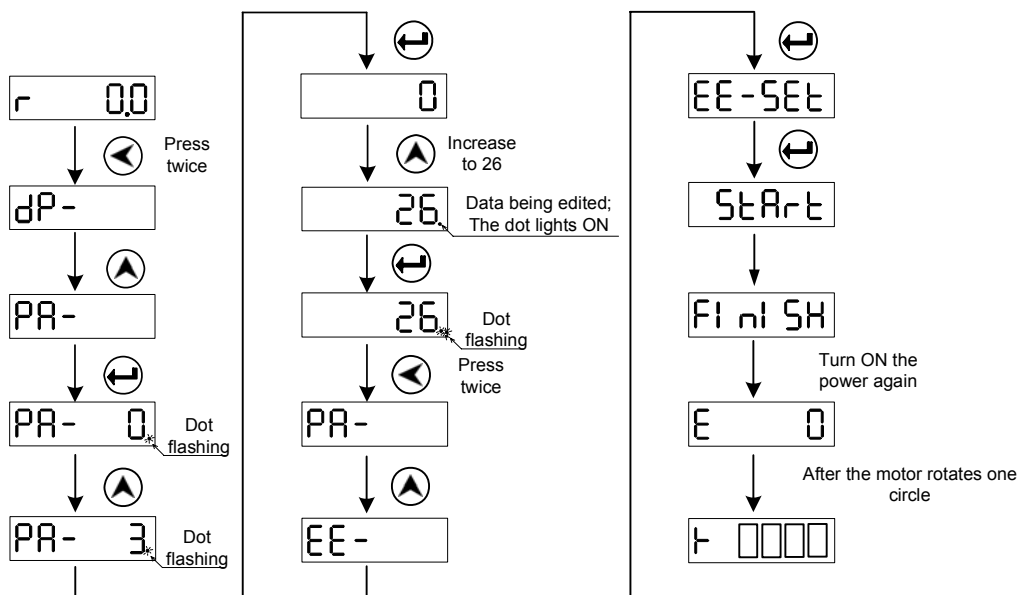 r 0.0
Press
twice
dP-
PA-
PA- 0.
Dot
flashing
PA- 3.
Dot
flashing
0
Increase
to 26
26.
Data being edited;
The dot lights ON
26.
Dot
flashing
Press
twice
PA-
EE-
EE-SEt
StArt
FInISH
Turn ON the
power again
E 0
After the motor rotates one
circle